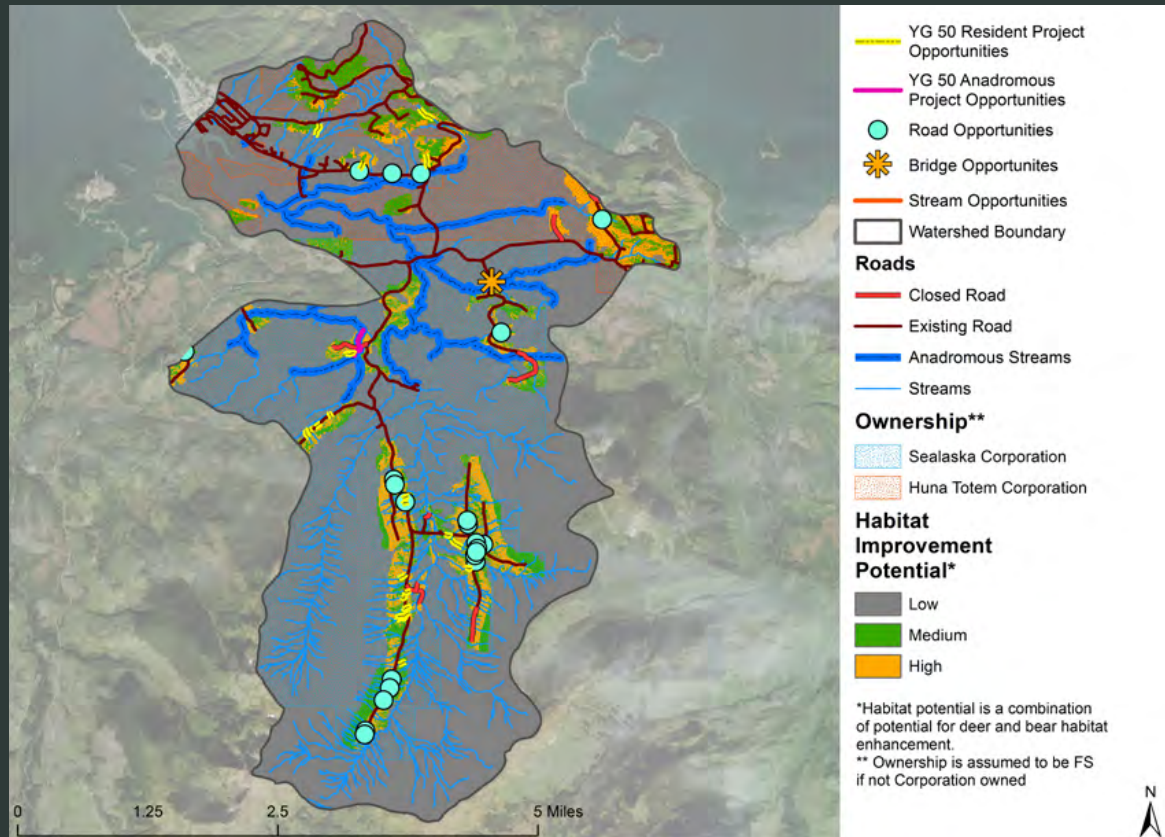 YG 50 Resident Project
Opportunities
YG 50 Anadromous
Project Opportunities
Road Opportunities
Bridge Opportunites
Stream Opportunities
Watershed Boundary
Roads
Closed Road
Existing Road
Anadromous Streams
Streams
Ownership**
Sealaska Corporation
Huna Totem Corporation
Habitat
Improvement
Potential*
Low
Medium
High
*Habitat potential is a combination
of potential for deer and bear habitat
enhancement.
** Ownership is assumed to be FS
if not Corporation owned
N
0 1.25 2.5 5 Miles